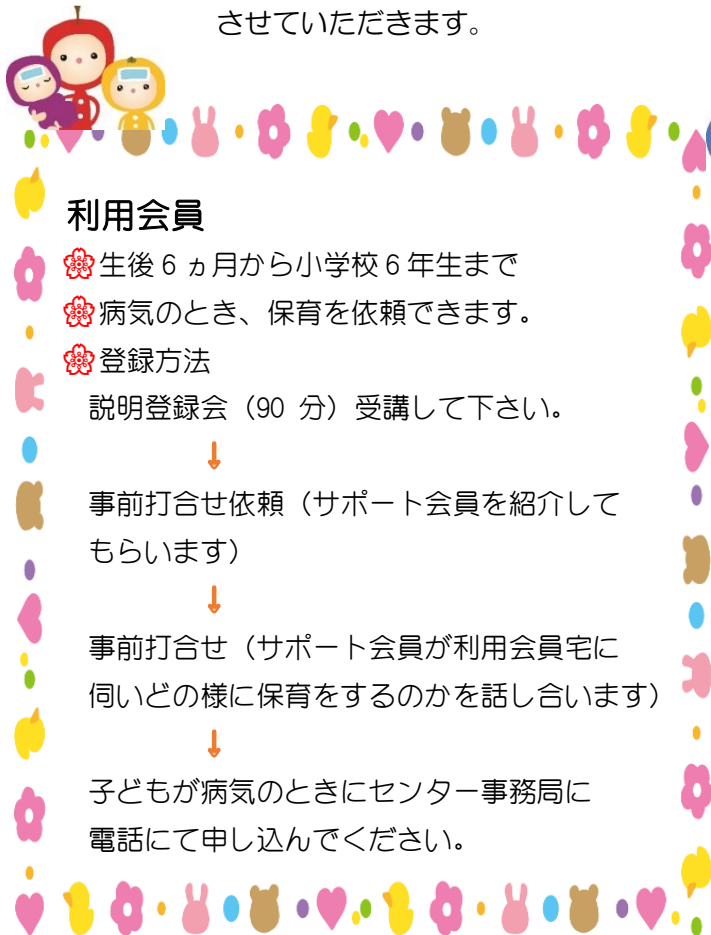 させていただきます。
利用会員
生後6ヵ月から小学校6年生まで
病気のとき、保育を依頼できます。
登録方法
説明登録会（90 分）受講して下さい。
↓
事前打合せ依頼（サポート会員を紹介して
もらいます）
↓
事前打合せ（サポート会員が利用会員宅に
伺いどの様に保育をするのかを話し合います）
↓
子どもが病気のときにセンター事務局に
電話にて申し込んでください。